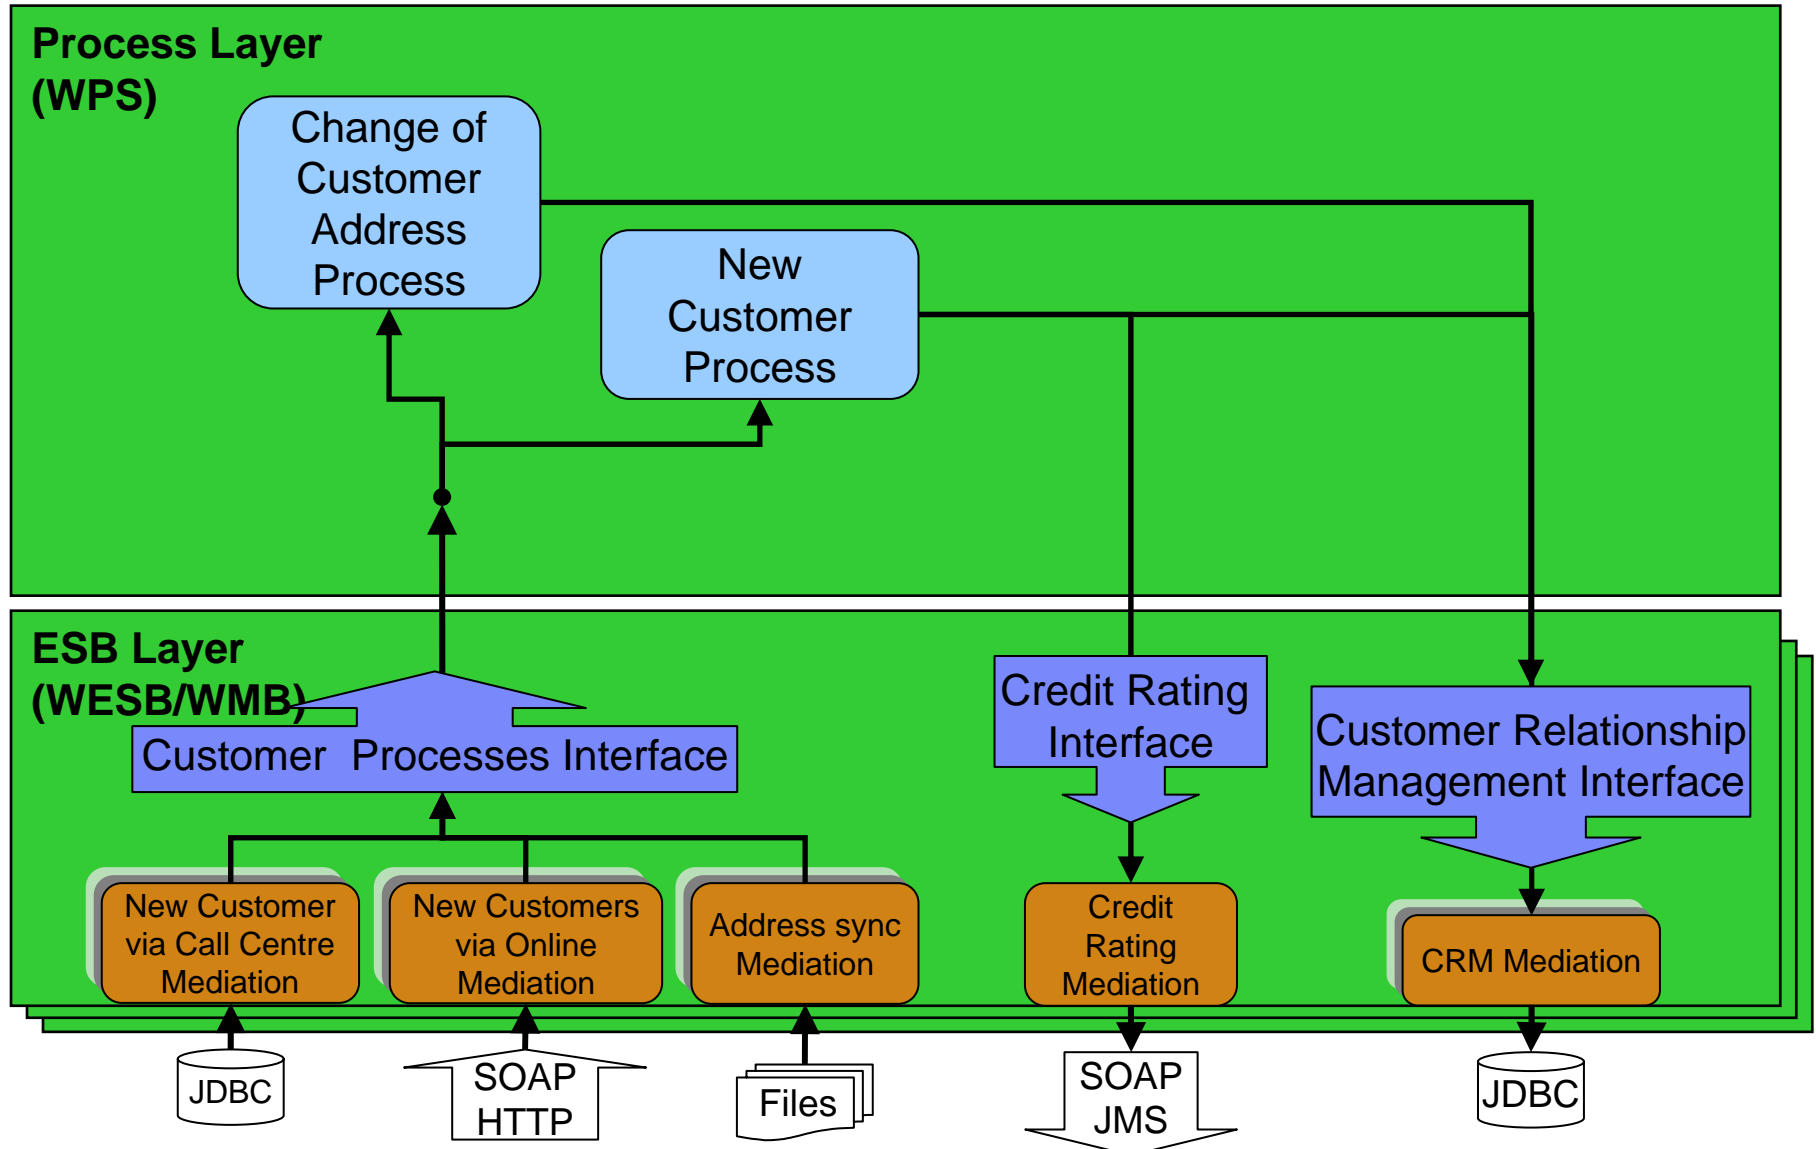 Process Layer
(WPS)
Change of
Customer
Address
Process
New
Customer
Process
ESB Layer
(WESB/WMB)
Customer Processes Interface
Credit Rating
Interface
Customer Relationship
Management Interface
New Customer
via Call Centre
Mediation
New Customers
via Online
Mediation
Address sync
Mediation
Credit
Rating
Mediation
CRM Mediation
JDBC
SOAP
HTTP
Files
SOAP
JMS
JDBC